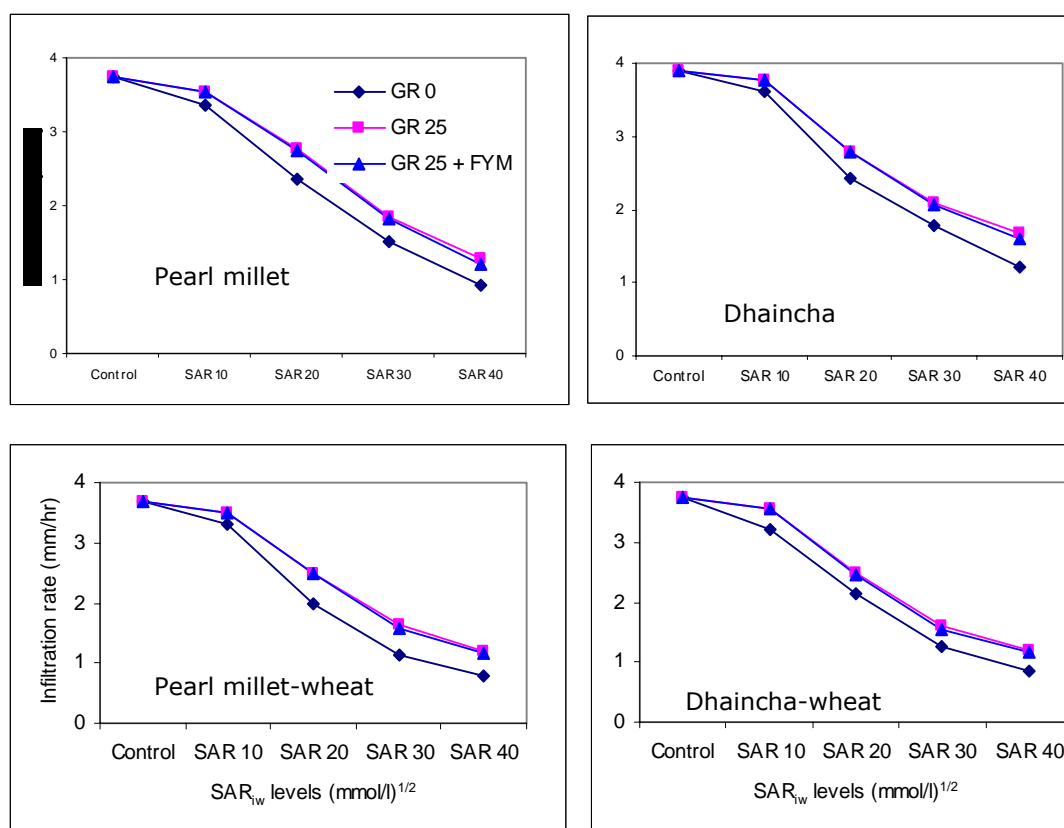 4
3
2
1
0
GR 0
GR 25
GR 25 + FYM
Pearl millet
Control SAR 10 SAR 20 SAR 30 SAR 40
4
3
2
1
0
Dhaincha
Control SAR 10 SAR 20 SAR 30 SAR 40
Infiltration rate (mm/hr)
4
3
2
1
0
Pearl millet-wheat
Control SAR 10 SAR 20 SAR 30 SAR 40
SARiw levels (mmol/l)1/2
4
3
2
1
0
Dhaincha-wheat
Control SAR 10 SAR 20 SAR 30 SAR 40
SARiw levels (mmol/l)1/2